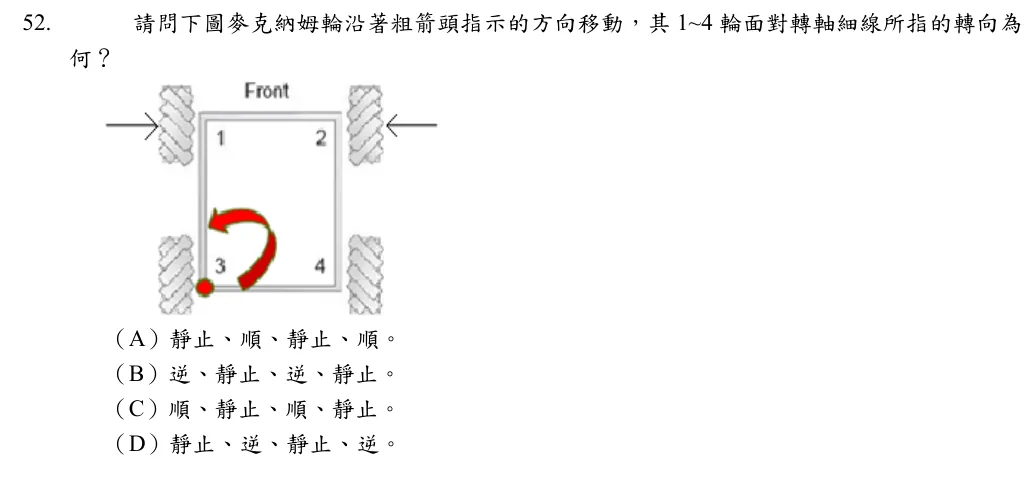 52. 請問下圖麥克納姆輪沿著粗箭頭指示的方向移動，其 1~4 輪面對轉軸細線所指的轉向為
何？
Front
1 2
3 4
（A）靜止、順、靜止、順。
（B）逆、靜止、逆、靜止。
（C）順、靜止、順、靜止。
（D）靜止、逆、靜止、逆。